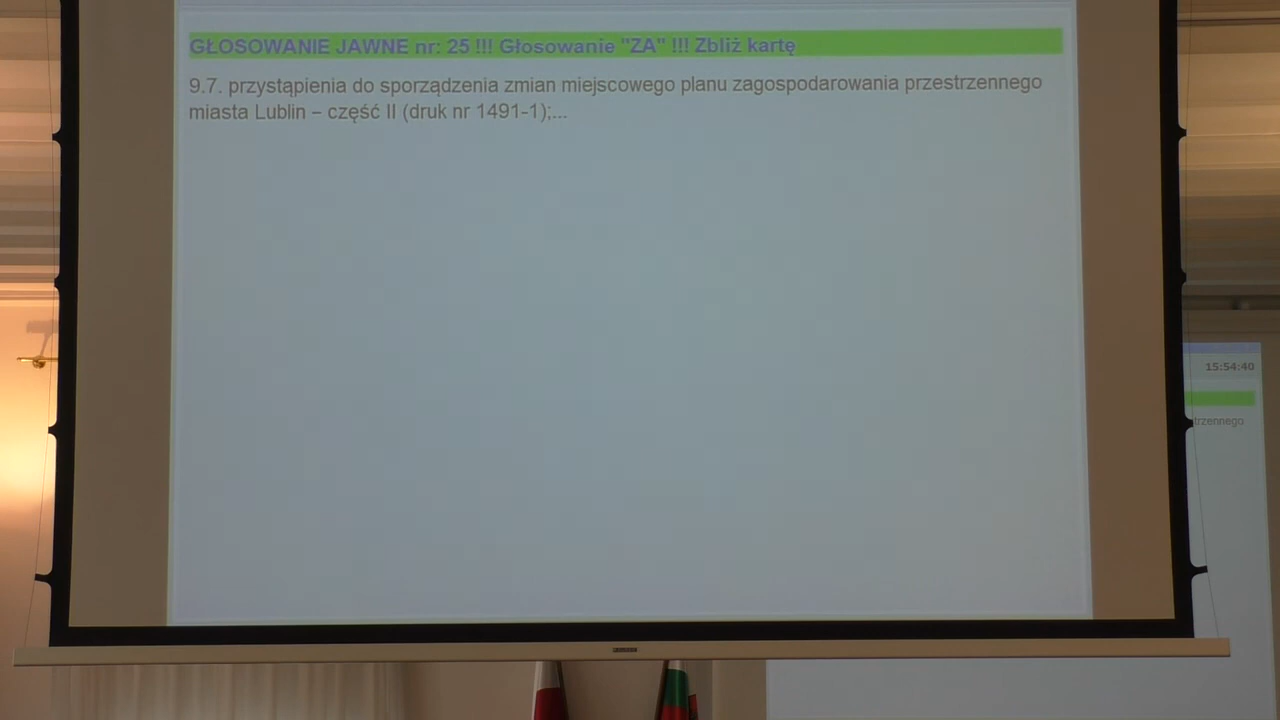 GŁOSOWANIE JAWNE nr: 25 !!! Głosowanie "ZA" !!! Zbliż kartę
9.7. przystąpienia do sporządzenia zmian miejscowego planu zagospodarowania przestrzennego
miasta Lublin – część II (druk nr 1491-1);...
15:54:40
trzennego